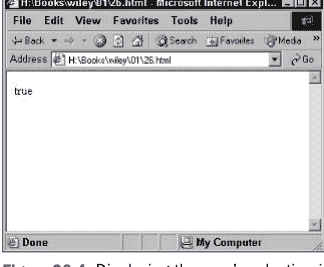 H:\Books\wiley\01\26.html - Microsoft Internet Expl...
File Edit View Favorites Tools Help
Back Search Favorites Media »
Address H:\Books\wiley\01\26.html Go
true
Done My Computer